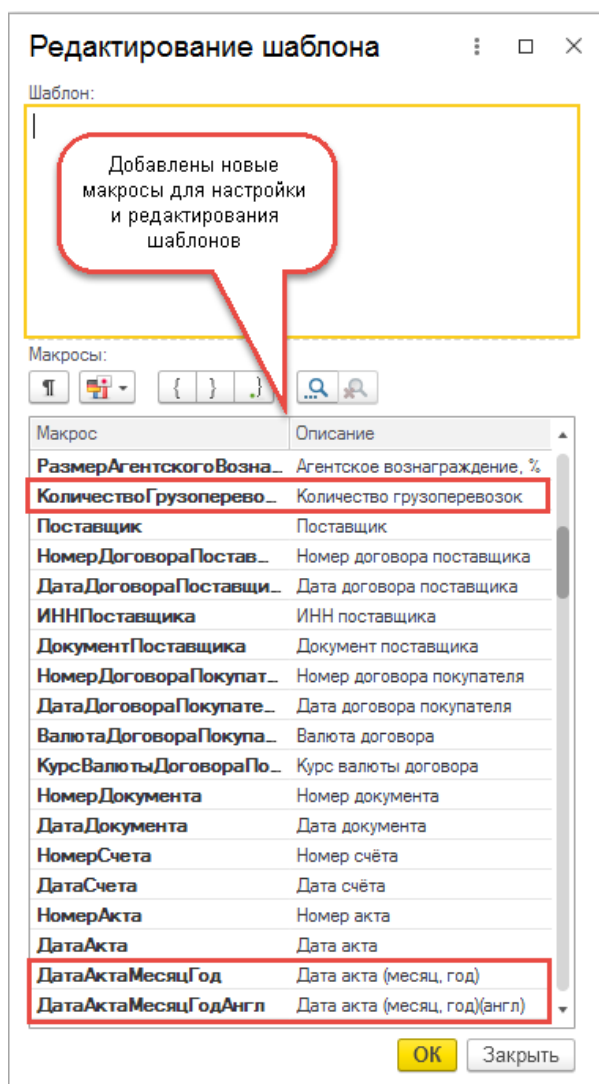 Редактирование шаблона
Шаблон:
Добавлены новые
макросы для настройки
и редактирования
шаблонов
Макросы:
¶ { } .}
Макрос Описание
РазмерАгентскогоВозна... Агентское вознаграждение, %
КоличествоГрузоперево... Количество грузоперевозок
Поставщик Поставщик
НомерДоговораПостав... Номер договора поставщика
ДатаДоговораПоставщи... Дата договора поставщика
ИННПоставщика ИНН поставщика
ДокументПоставщика Документ поставщика
НомерДоговораПокупат... Номер договора покупателя
ДатаДоговораПокупате... Дата договора покупателя
ВалютаДоговораПокупа... Валюта договора
КурсВалютыДоговораПо... Курс валюты договора
НомерДокумента Номер документа
ДатаДокумента Дата документа
НомерСчета Номер счёта
ДатаСчета Дата счёта
НомерАкта Номер акта
ДатаАкта Дата акта
ДатаАктаМесяцГод Дата акта (месяц, год)
ДатаАктаМесяцГодАнгл Дата акта (месяц, год)(англ)
ОК Закрыть